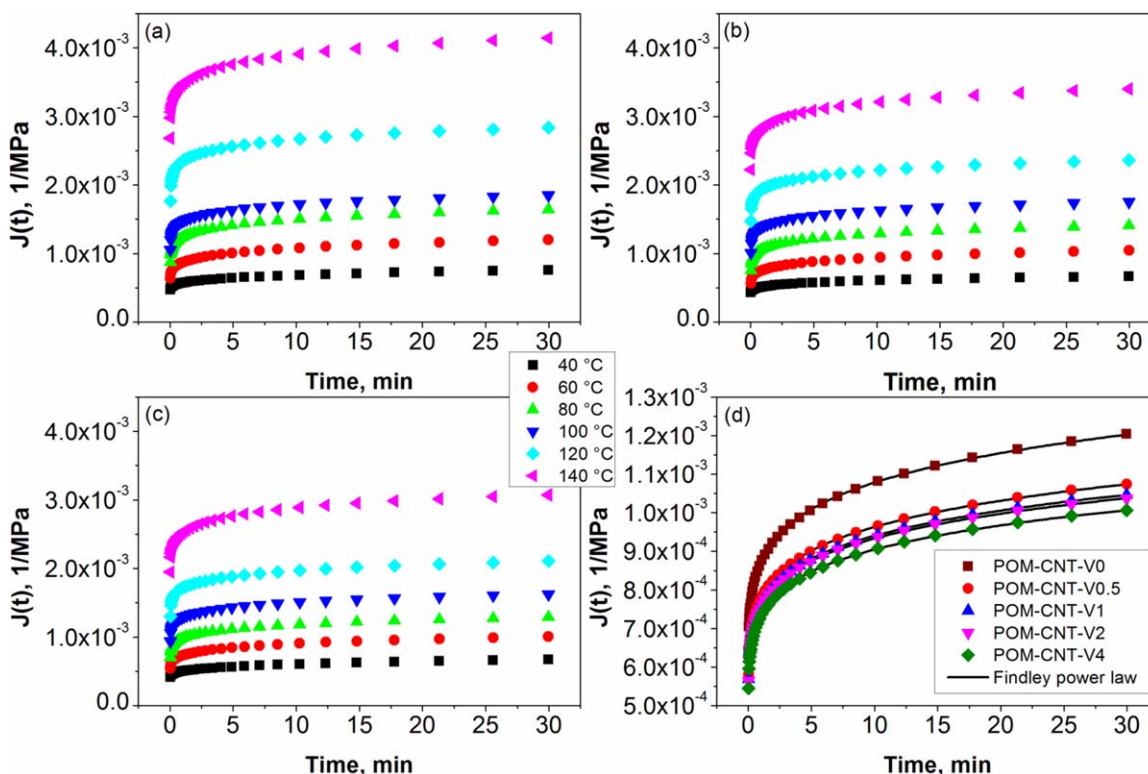 (a)
4.0x10⁻³
3.0x10⁻³
2.0x10⁻³
1.0x10⁻³
0.0
J(t), 1/MPa
0 5 10 15 20 25 30
Time, min
(b)
4.0x10⁻³
3.0x10⁻³
2.0x10⁻³
1.0x10⁻³
0.0
J(t), 1/MPa
0 5 10 15 20 25 30
Time, min
40 °C
60 °C
80 °C
100 °C
120 °C
140 °C
(c)
4.0x10⁻³
3.0x10⁻³
2.0x10⁻³
1.0x10⁻³
0.0
J(t), 1/MPa
0 5 10 15 20 25 30
Time, min
(d)
1.3x10⁻³
1.2x10⁻³
1.1x10⁻³
1.0x10⁻³
9.0x10⁻⁴
8.0x10⁻⁴
7.0x10⁻⁴
6.0x10⁻⁴
5.0x10⁻⁴
J(t), 1/MPa
POM-CNT-V0
POM-CNT-V0.5
POM-CNT-V1
POM-CNT-V2
POM-CNT-V4
Findley power law
0 5 10 15 20 25 30
Time, min